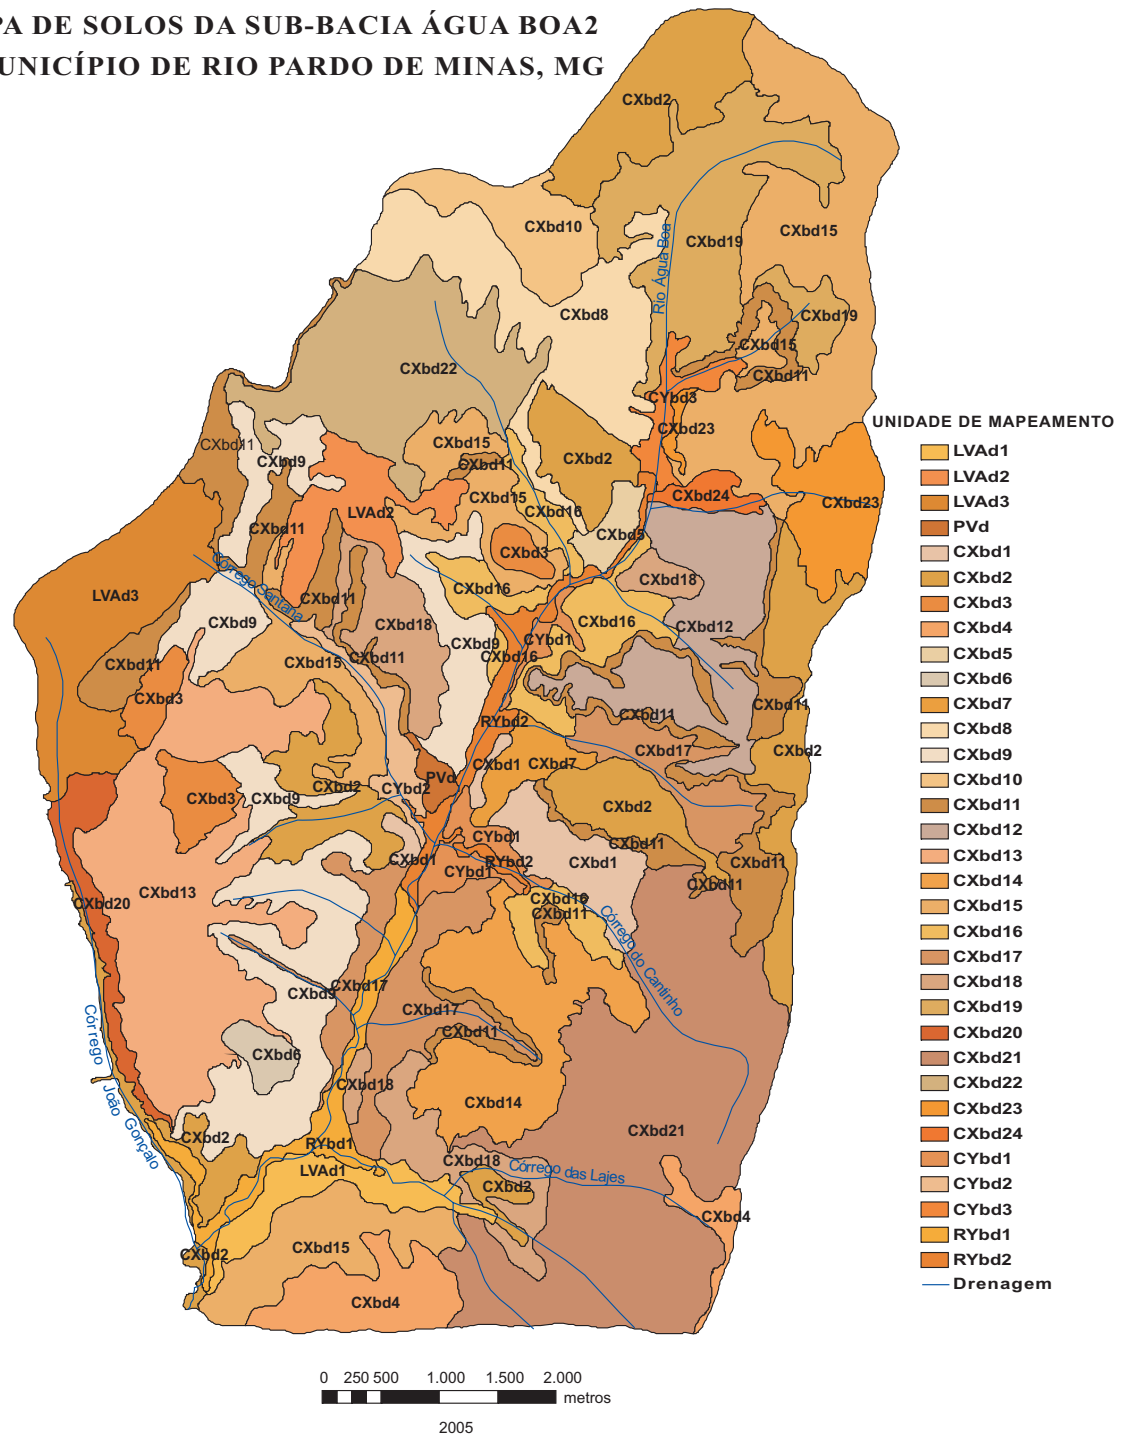 PA DE SOLOS DA SUB-BACIA ÁGUA BOA2
UNICÍPIO DE RIO PARDO DE MINAS, MG
CXbd2
CXbd10
CXbd19
CXbd15
Rio Água Boa
CXbd8
CXbd19
CXbd15
CXbd22
CXbd11
CYbd3
CXbd23
CXbd15
CXbd11
CXbd9
CXbd11
CXbd2
CXbd15
CXbd24
CXbd23
LVAd2
CXbd16
CXbd11
CXbd5
CXbd3
Córrego Santana
CXbd18
CXbd16
LVAd3
CXbd11
CXbd9
CXbd18
CXbd16
CXbd12
CXbd9
CYbd1
CXbd16
CXbd15
CXbd11
CXbd11
CXbd3
CXbd11
CXbd11
RYbd2
CXbd17
CXbd2
CXbd1
CXbd7
PVd
CXbd2
CYbd2
CXbd3
CXbd9
CXbd2
CYbd1
CXbd11
CXbd1
RYbd2
CXbd1
CXbd11
CYbd1
CXbd11
CXbd13
CXbd16
CXbd20
CXbd11
Córrego do Cantinho
CXbd17
CXbd9
CXbd17
CXbd11
Córrego João Gonçalo
CXbd6
CXbd18
CXbd14
CXbd21
CXbd2
RYbd1
CXbd18
LVAd1
Córrego das Lajes
CXbd2
CXbd4
CXbd15
CXbd2
CXbd4
UNIDADE DE MAPEAMENTO
LVAd1
LVAd2
LVAd3
PVd
CXbd1
CXbd2
CXbd3
CXbd4
CXbd5
CXbd6
CXbd7
CXbd8
CXbd9
CXbd10
CXbd11
CXbd12
CXbd13
CXbd14
CXbd15
CXbd16
CXbd17
CXbd18
CXbd19
CXbd20
CXbd21
CXbd22
CXbd23
CXbd24
CYbd1
CYbd2
CYbd3
RYbd1
RYbd2
Drenagem
0 250 500 1.000 1.500 2.000
metros
2005